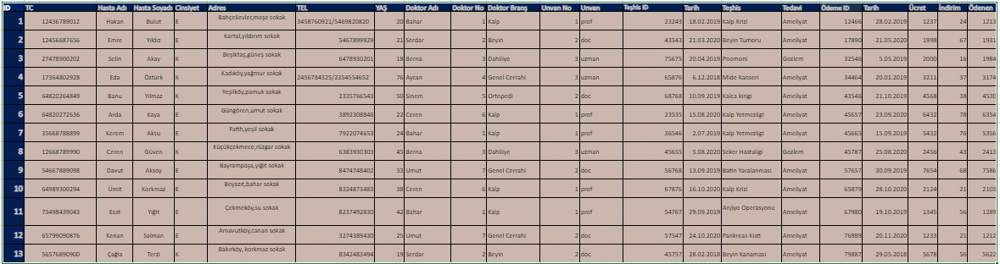 ID TC Hasta Adı Hasta Soyadı Cinsiyet Adres TEL YAŞ Doktor Adı Doktor No Doktor Branş Unvan No Unvan Teşhis ID Tarih Teşhis Tedavi Ödeme ID Tarih Ücret İndirim Ödenen
1 12436789012 Hakan Bulut E Bahçelievler,meşe sokak 3458760921/5469820820 20 Bahar 1 Kalp 1 prof 23243 18.02.2019 Kalp Krizi Ameliyat 12466 28.02.2019 1237 24 1213
2 12456687656 Emre Yıldız E Kartal,yıldırım sokak 5467899929 21 Serdar 2 Beyin 2 doc 43543 21.03.2020 Beyin Tumoru Ameliyat 17890 21.05.2020 1998 67 1931
3 27478900202 Selin Akay K Beşiktaş,güneş sokak 6478930201 18 Berna 3 Dahiliye 3 uzman 75675 20.04.2019 Pnomoni Gozlem 32546 5.05.2019 2000 16 1984
4 17364802928 Eda Öztürk K Kadıköy,yağmur sokak 2456784325/2354554652 76 Aycan 4 Genel Cerrahi 3 uzman 65876 6.12.2018 Mide Kanseri Ameliyat 34464 20.01.2019 3211 37 3174
5 64820264849 Banu Yılmaz K Yeşilköy,pamuk sokak 2335766543 50 Sinem 5 Ortopedi 2 doc 68768 10.09.2019 Kalca kirigi Ameliyat 43546 21.10.2019 4568 38 4530
6 64820272636 Arda Kaya E Güngören,umut sokak 3892308846 22 Ceren 6 Kalp 1 prof 23535 15.08.2020 Kalp Yetmezligi Ameliyat 45657 23.09.2020 6432 78 6354
7 35668788899 Kerem Aksu E Fatih,yeşil sokak 7922074653 24 Bahar 1 Kalp 1 prof 36546 2.07.2019 Kalp Yetmezligi Ameliyat 45665 15.09.2019 5432 76 5356
8 12668789990 Ceren Güven K Küçükçekmece,rüzgar sokak 6383930303 45 Berna 3 Dahiliye 3 uzman 45655 5.08.2020 Seker Hastaligi Gozlem 45787 25.08.2020 2456 43 2413
9 54667889098 Davut Aksoy E Bayrampaşa,yiğit sokak 8474748402 33 Umut 7 Genel Cerrahi 2 doc 56768 13.09.2019 Batin Yaralanmasi Ameliyat 57657 30.09.2019 7654 68 7586
10 64989300294 Ümit Korkmaz E Beyazıt,bahar sokak 8324873483 38 Ceren 6 Kalp 1 prof 67876 16.10.2020 Kalp Krizi Ameliyat 65879 28.10.2020 2124 21 2103
11 73498439043 Esat Yiğit E Çekmeköy,su sokak 8237492830 42 Bahar 1 Kalp 1 prof 54767 29.09.2019 Anjiyo Operasyonu Ameliyat 67980 19.10.2019 1345 56 1289
12 65799090876 Kenan Salman E Arnavutköy,canan sokak 3274389430 25 Umut 7 Genel Cerrahi 2 doc 57547 24.10.2020 Pankreas Kisti Ameliyat 76989 20.11.2020 1233 21 1212
13 56576890900 Çağla Terzi K Bakırköy, korkmaz sokak 8342483494 19 Serdar 2 Beyin 2 doc 45757 28.02.2018 Beyin Kanamasi Ameliyat 79887 29.05.2018 5678 56 5622